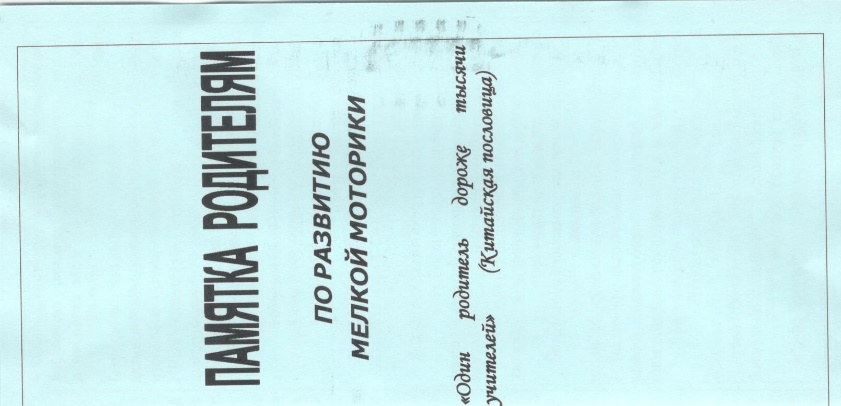 ПАМЯТКА РОДИТЕЛЯМ
ПО РАЗВИТИЮ
МЕЛКОЙ МОТОРИКИ
«Один родитель дороже тысячи
учителей» (Китайская пословица)